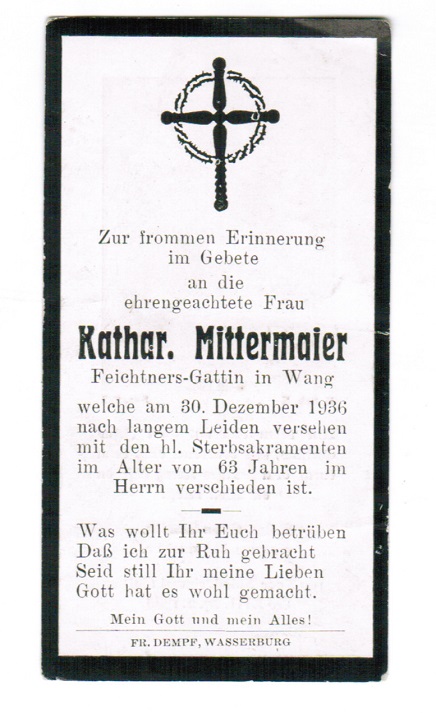 Zur frommen Erinnerung
im Gebete
an die
ehrengeachtete Frau
Kathar. Mittermaier
Feichtners-Gattin in Wang
welche am 30. Dezember 1936
nach langem Leiden versehen
mit den hl. Sterbsakramenten
im Alter von 63 Jahren im
Herrn verschieden ist.
Was wollt Ihr Euch betrüben
Daß ich zur Ruh gebracht
Seid still Ihr meine Lieben
Gott hat es wohl gemacht.
Mein Gott und mein Alles!
FR. DEMPF, WASSERBURG